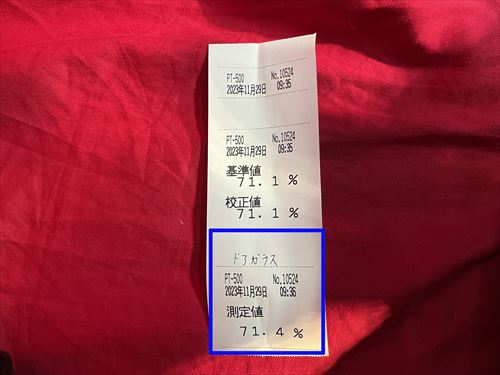 PT-500 No.10524
2023年11月29日 09:35
PT-500 No.10524
2023年11月29日 09:35
基準値
71.1 %
校正値
71.1 %
ドアガラス
PT-500 No.10524
2023年11月29日 09:36
測定値
71.4 %